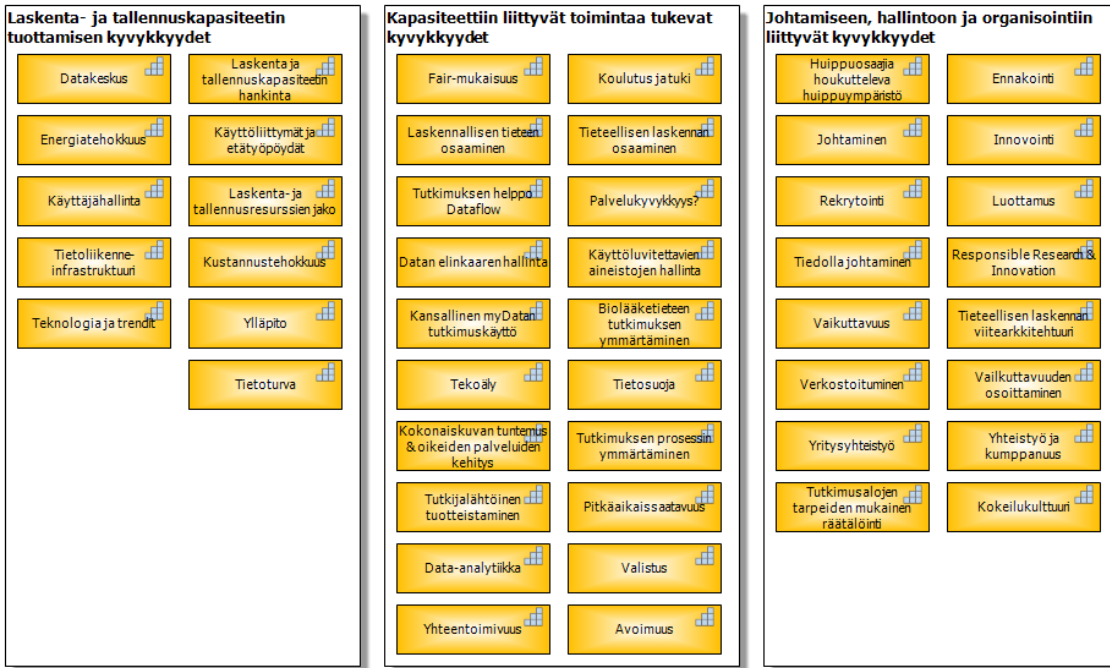 Laskenta- ja tallennuskapasiteetin
tuottamisen kyvykkyydet
Datakeskus
Laskenta ja
tallennuskapasiteetin
hankinta
Energiatehokkuus
Käyttöliittymät ja
etätyöpöydät
Käyttäjähallinta
Laskenta- ja
tallennusresurssien jako
Tietoliikenne-
infrastruktuuri
Kustannustehokkuus
Teknologia ja trendit
Ylläpito
Tietoturva
Kapasiteettiin liittyvät toimintaa tukevat
kyvykkyydet
Fair-mukaisuus
Koulutus ja tuki
Laskennallisen tieteen
osaaminen
Tieteellisen laskennan
osaaminen
Tutkimuksen helppo
Dataflow
Palvelukyvykkyys?
Datan elinkaaren hallinta
Käyttöluvitettavien
aineistojen hallinta
Kansallinen myDatan
tutkimuskäyttö
Biolääketieteen
tutkimuksen
ymmärtäminen
Tekoäly
Tietosuoja
Kokonaiskuvan tuntemus
& oikeiden palveluiden
kehitys
Tutkimuksen prosessin
ymmärtäminen
Tutkijalähtöinen
tuotteistaminen
Pitkäaikaissaatavuus
Data-analytiikka
Valistus
Yhteentoimivuus
Avoimuus
Johtamiseen, hallintoon ja organisointiin
liittyvät kyvykkyydet
Huippuosaajia
houkutteleva
huippuympäristö
Ennakointi
Johtaminen
Innovointi
Rekrytointi
Luottamus
Tiedolla johtaminen
Responsible Research &
Innovation
Vaikuttavuus
Tieteellisen laskennan
viitearkkitehtuuri
Verkostoituminen
Vailkuttavuuden
osoittaminen
Yritysyhteistyö
Yhteistyö ja
kumppanuus
Tutkimusalojen
tarpeiden mukainen
räätälöinti
Kokeilukulttuuri